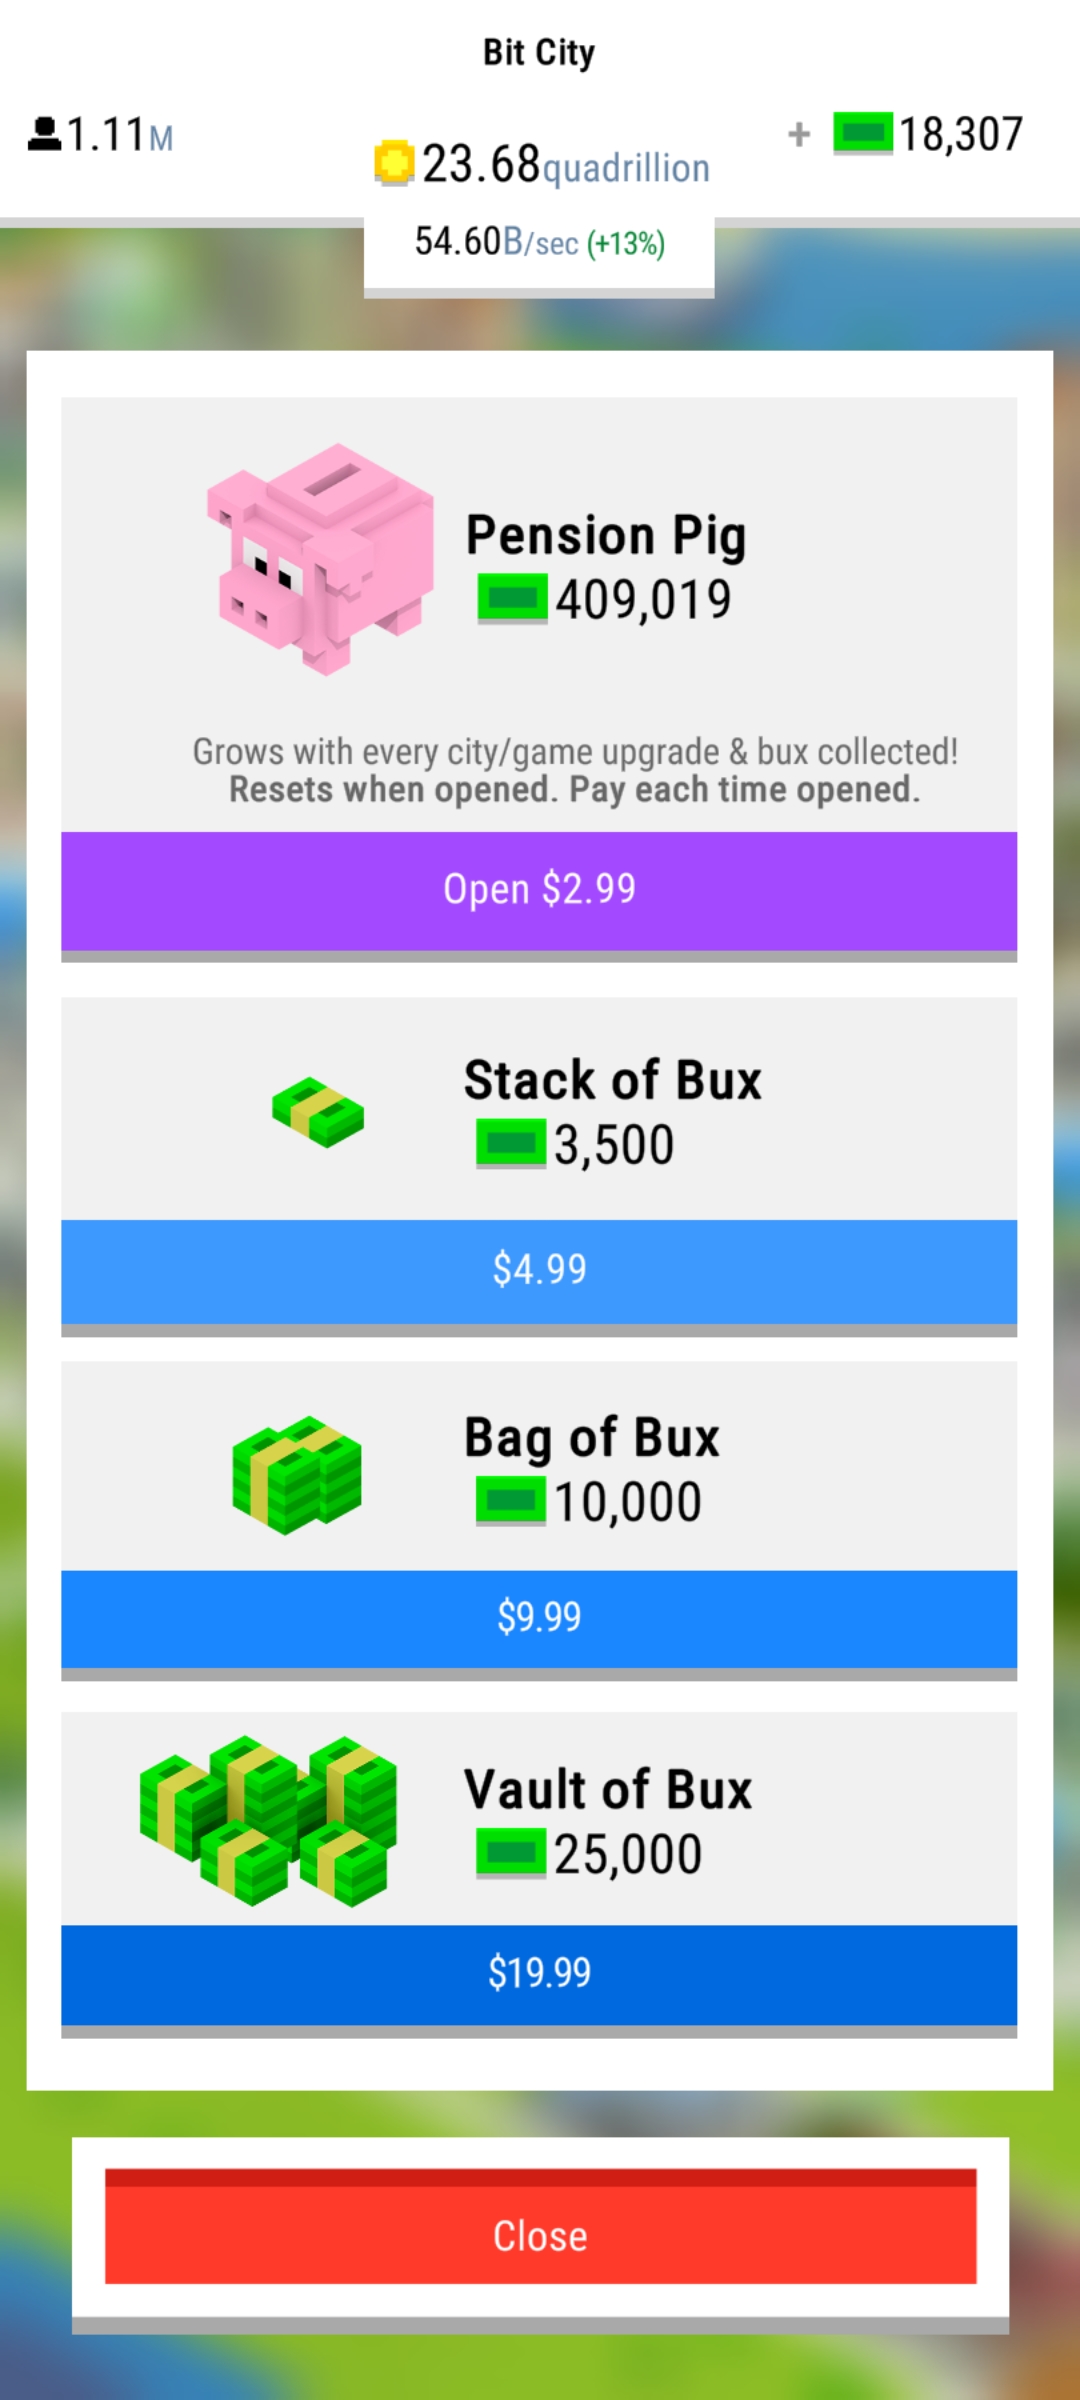 Bit City
1.11M
23.68quadrillion
+ 18,307
54.60B/sec (+13%)
Pension Pig
409,019
Grows with every city/game upgrade & bux collected!
Resets when opened. Pay each time opened.
Open $2.99
Stack of Bux
3,500
$4.99
Bag of Bux
10,000
$9.99
Vault of Bux
25,000
$19.99
Close